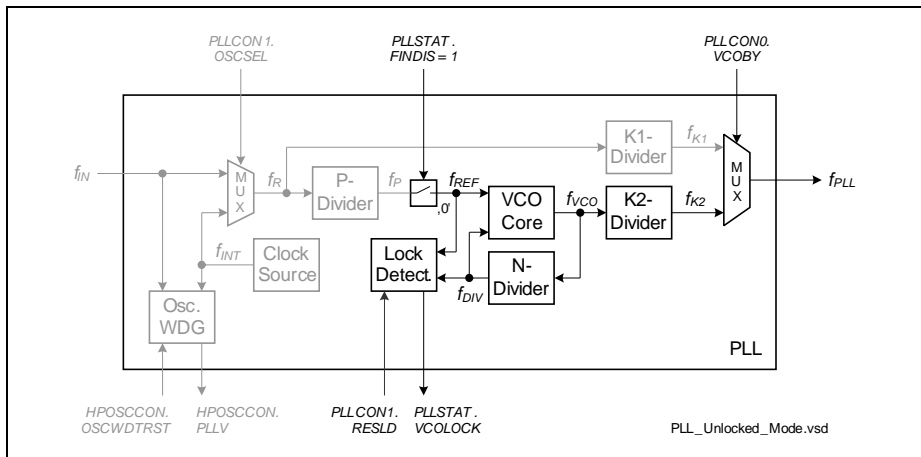 PLLCON1.
OSCSEL
PLLSTAT.
FINDIS = 1
PLLCON0.
VCOBY
fIN
MUX
fR
P-
Divider
fP
‚0'
fREF
VCO
Core
fVCO
K1-
Divider
fK1
K2-
Divider
fK2
MUX
fPLL
fINT
Clock
Source
Lock
Detect.
fDIV
N-
Divider
Osc.
WDG
PLL
HPOSCCON.
OSCWDTRST
HPOSCCON.
PLLV
PLLCON1.
RESLD
PLLSTAT.
VCOLOCK
PLL_Unlocked_Mode.vsd